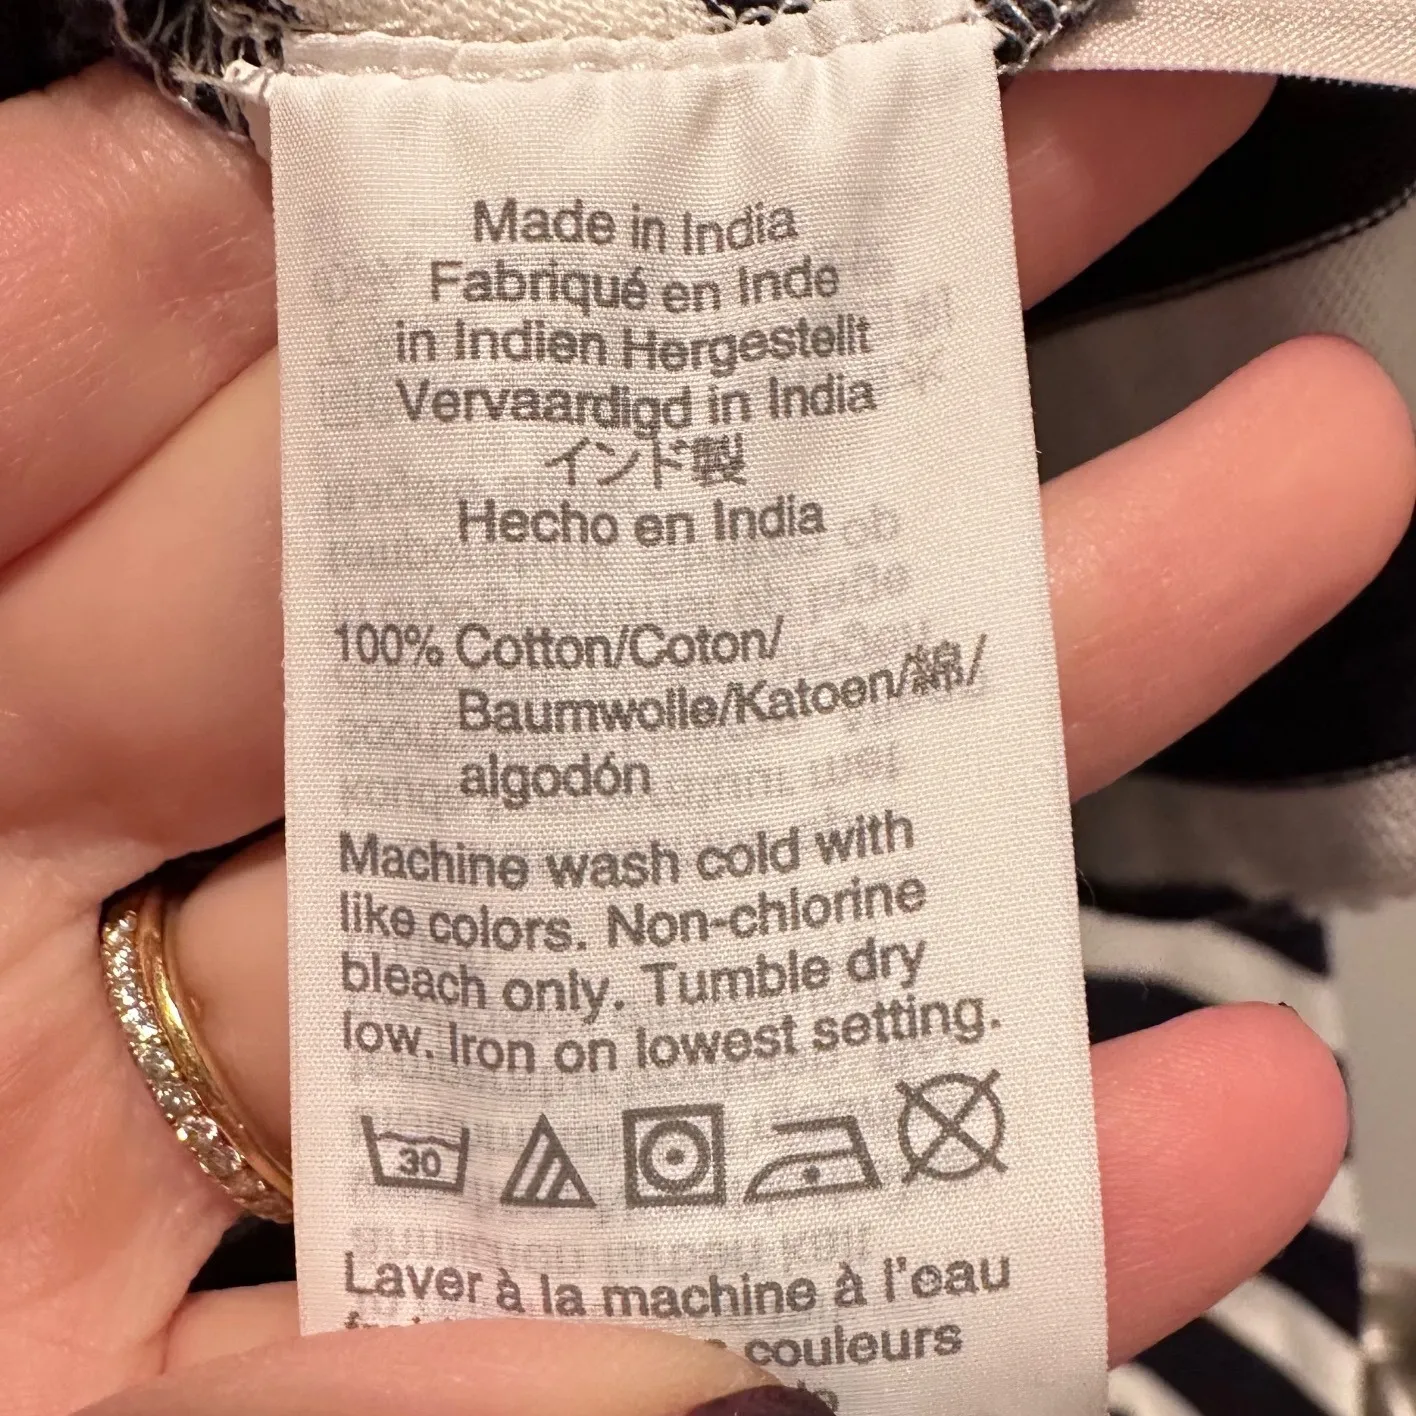 Made in India
Fabriqué en Inde
in Indien Hergestellt
Vervaardigd in India
インド製
Hecho en India
100% Cotton/Coton/
Baumwolle/Katoen/綿/
algodón
Machine wash cold with
like colors. Non-chlorine
bleach only. Tumble dry
low. Iron on lowest setting.
30
Laver à la machine à l'eau
couleurs